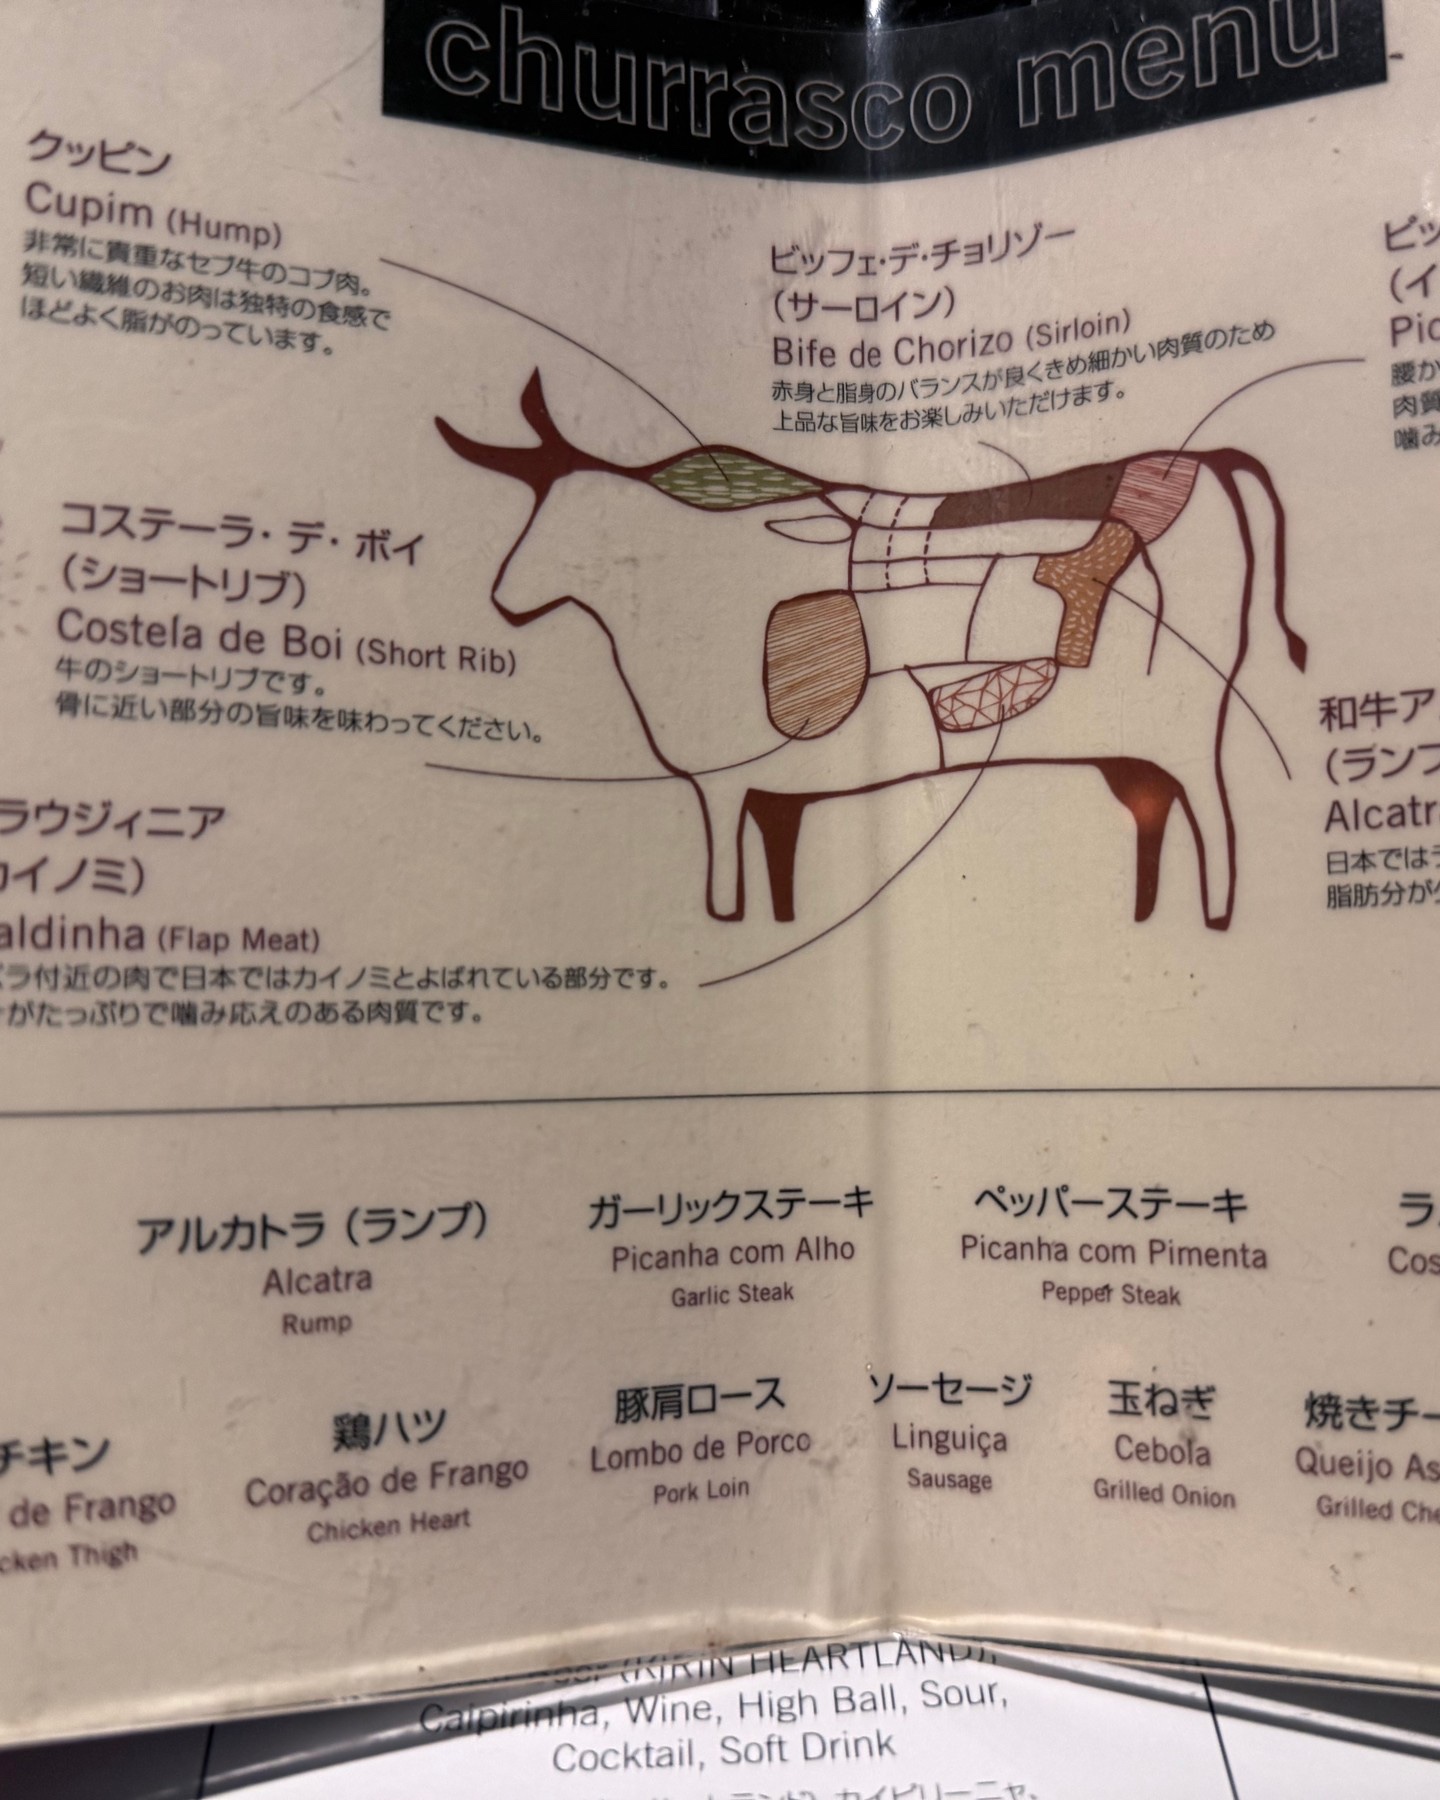 churrasco menu
クッピン
Cupim (Hump)
非常に貴重なセブ牛のコブ肉。
短い繊維のお肉は独特の食感で
ほどよく脂がのっています。
ビッフェ・デ・チョリゾー
(サーロイン)
Bife de Chorizo (Sirloin)
赤身と脂身のバランスが良くきめ細かい肉質のため
上品な旨味をお楽しみいただけます。
ピッ
(イ
Pic
腰か
肉質
噛み
コステーラ・デ・ボイ
(ショートリブ)
Costela de Boi (Short Rib)
牛のショートリブです。
骨に近い部分の旨味を味わってください。
和牛ア
(ランプ
Alcatr
日本ではラ
脂肪分が少
ラウジィニア
カイノミ)
aldinha (Flap Meat)
バラ付近の肉で日本ではカイノミとよばれている部分です。
がたっぷりで噛み応えのある肉質です。
アルカトラ (ランプ)
Alcatra
Rump
ガーリックステーキ
Picanha com Alho
Garlic Steak
ペッパーステーキ
Picanha com Pimenta
Pepper Steak
ラ
Cos
チキン
de Frango
cken Thigh
鶏ハツ
Coração de Frango
Chicken Heart
豚肩ロース
Lombo de Porco
Pork Loin
ソーセージ
Linguiça
Sausage
玉ねぎ
Cebola
Grilled Onion
焼きチー
Queijo As
Grilled Che
(KIRIN HEARTLAND),
Caipirinha, Wine, High Ball, Sour,
Cocktail, Soft Drink